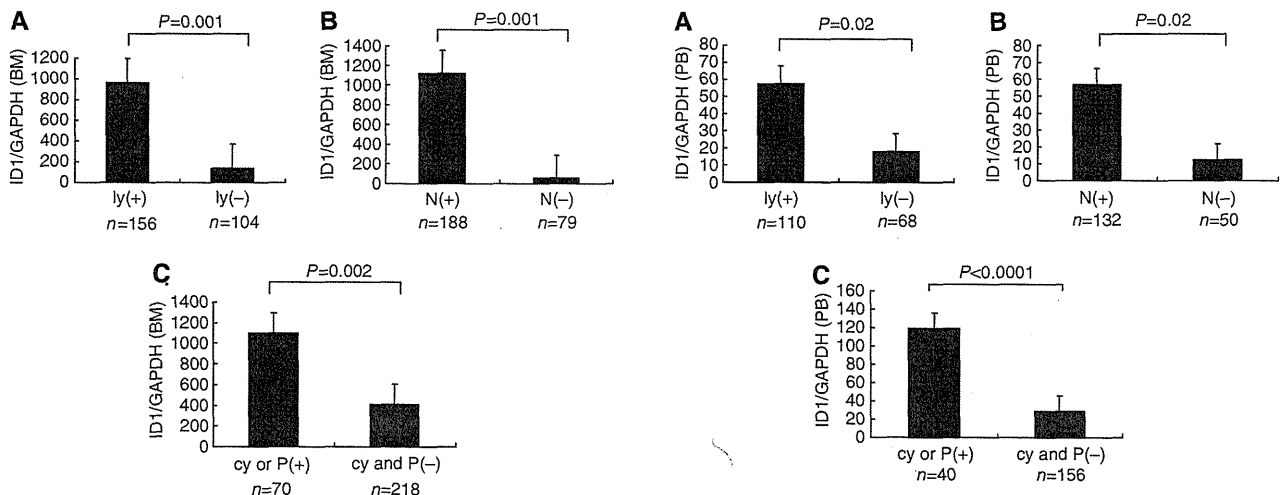 A
P=0.001
ID1/GAPDH (BM)
1200
1000
800
600
400
200
0
ly(+)
ly(−)
n=156
n=104
B
P=0.001
ID1/GAPDH (BM)
1400
1200
1000
800
600
400
200
0
N(+)
N(−)
n=188
n=79
C
P=0.002
ID1/GAPDH (BM)
1400
1200
1000
800
600
400
200
0
cy or P(+)
cy and P(−)
n=70
n=218
A
P=0.02
ID1/GAPDH (PB)
80
70
60
50
40
30
20
10
0
ly(+)
ly(−)
n=110
n=68
B
P=0.02
ID1/GAPDH (PB)
80
70
60
50
40
30
20
10
0
N(+)
N(−)
n=132
n=50
C
P<0.0001
ID1/GAPDH (PB)
160
140
120
100
80
60
40
20
0
cy or P(+)
cy and P(−)
n=40
n=156